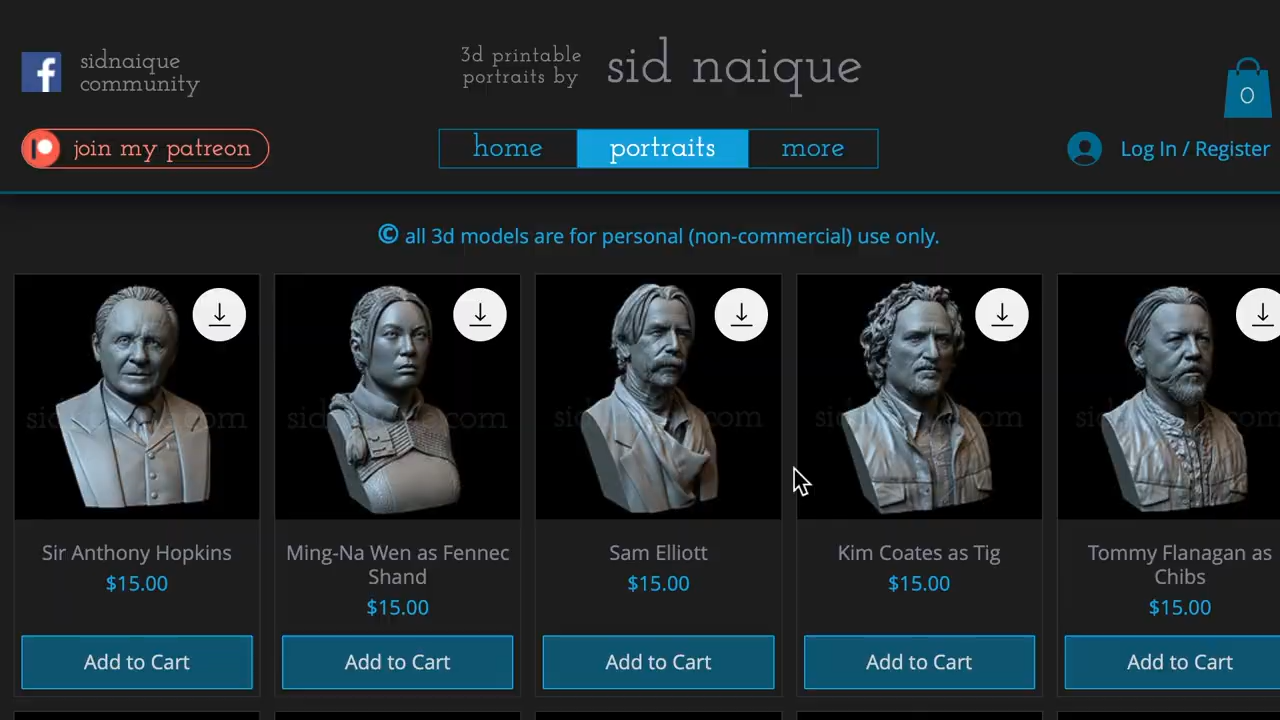 sidnaique
community
3d printable
portraits by
sid naique
0
join my patreon
home
portraits
more
Log In / Register
© all 3d models are for personal (non-commercial) use only.
Sir Anthony Hopkins
$15.00
Add to Cart
Ming-Na Wen as Fennec
Shand
$15.00
Add to Cart
Sam Elliott
$15.00
Add to Cart
Kim Coates as Tig
$15.00
Add to Cart
Tommy Flanagan as
Chibs
$15.00
Add to Cart